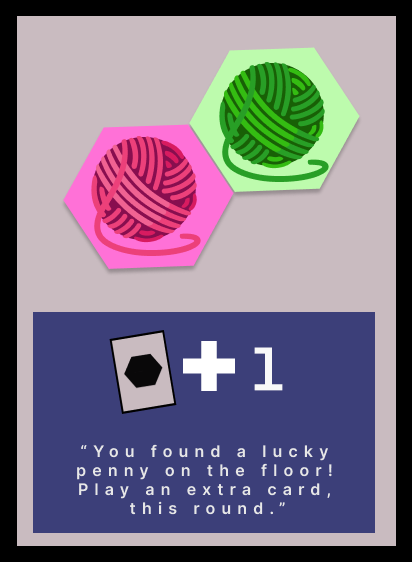 +1
“You found a lucky
penny on the floor!
Play an extra card,
this round.”